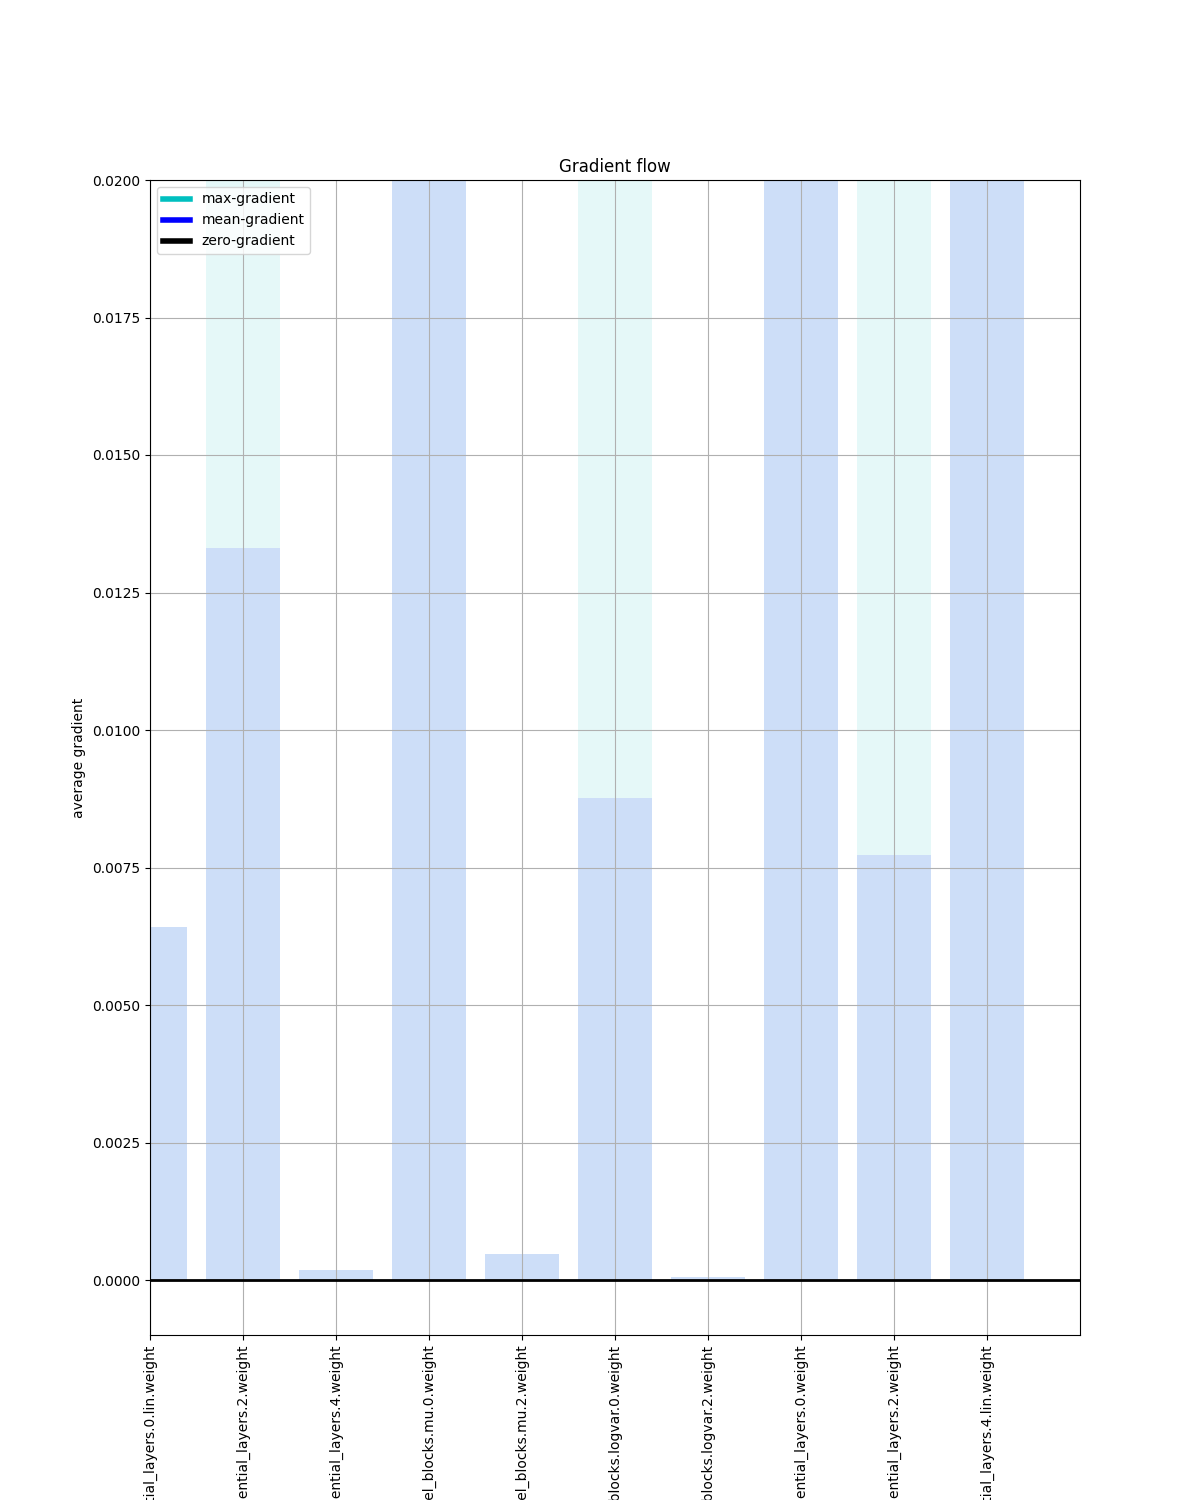 Gradient flow
max-gradient
mean-gradient
zero-gradient
0.0200
0.0175
0.0150
0.0125
0.0100
0.0075
0.0050
0.0025
0.0000
average gradient
tial_layers.0.lin.weight
ential_layers.2.weight
ential_layers.4.weight
el_blocks.mu.0.weight
el_blocks.mu.2.weight
blocks.logvar.0.weight
blocks.logvar.2.weight
ential_layers.0.weight
ential_layers.2.weight
tial_layers.4.lin.weight